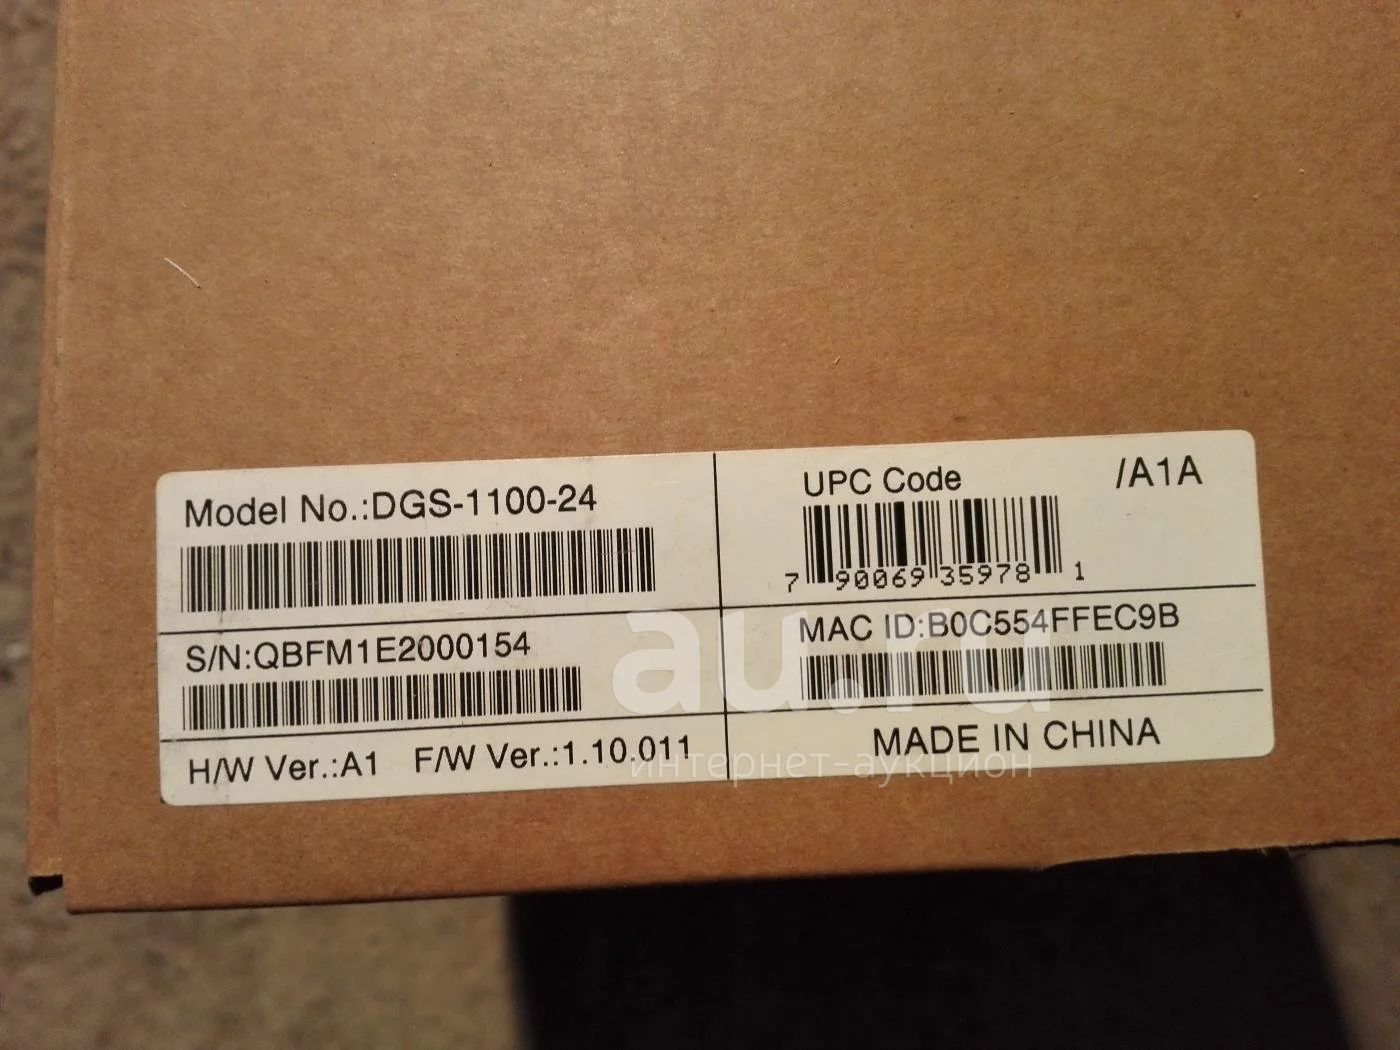 Model No.:DGS-1100-24
UPC Code /A1A
7 90069 35978 1
S/N:QBFM1E2000154
MAC ID:B0C554FFEC9B
H/W Ver.:A1 F/W Ver.:1.10.011
MADE IN CHINA
au.ru
интернет-аукцион